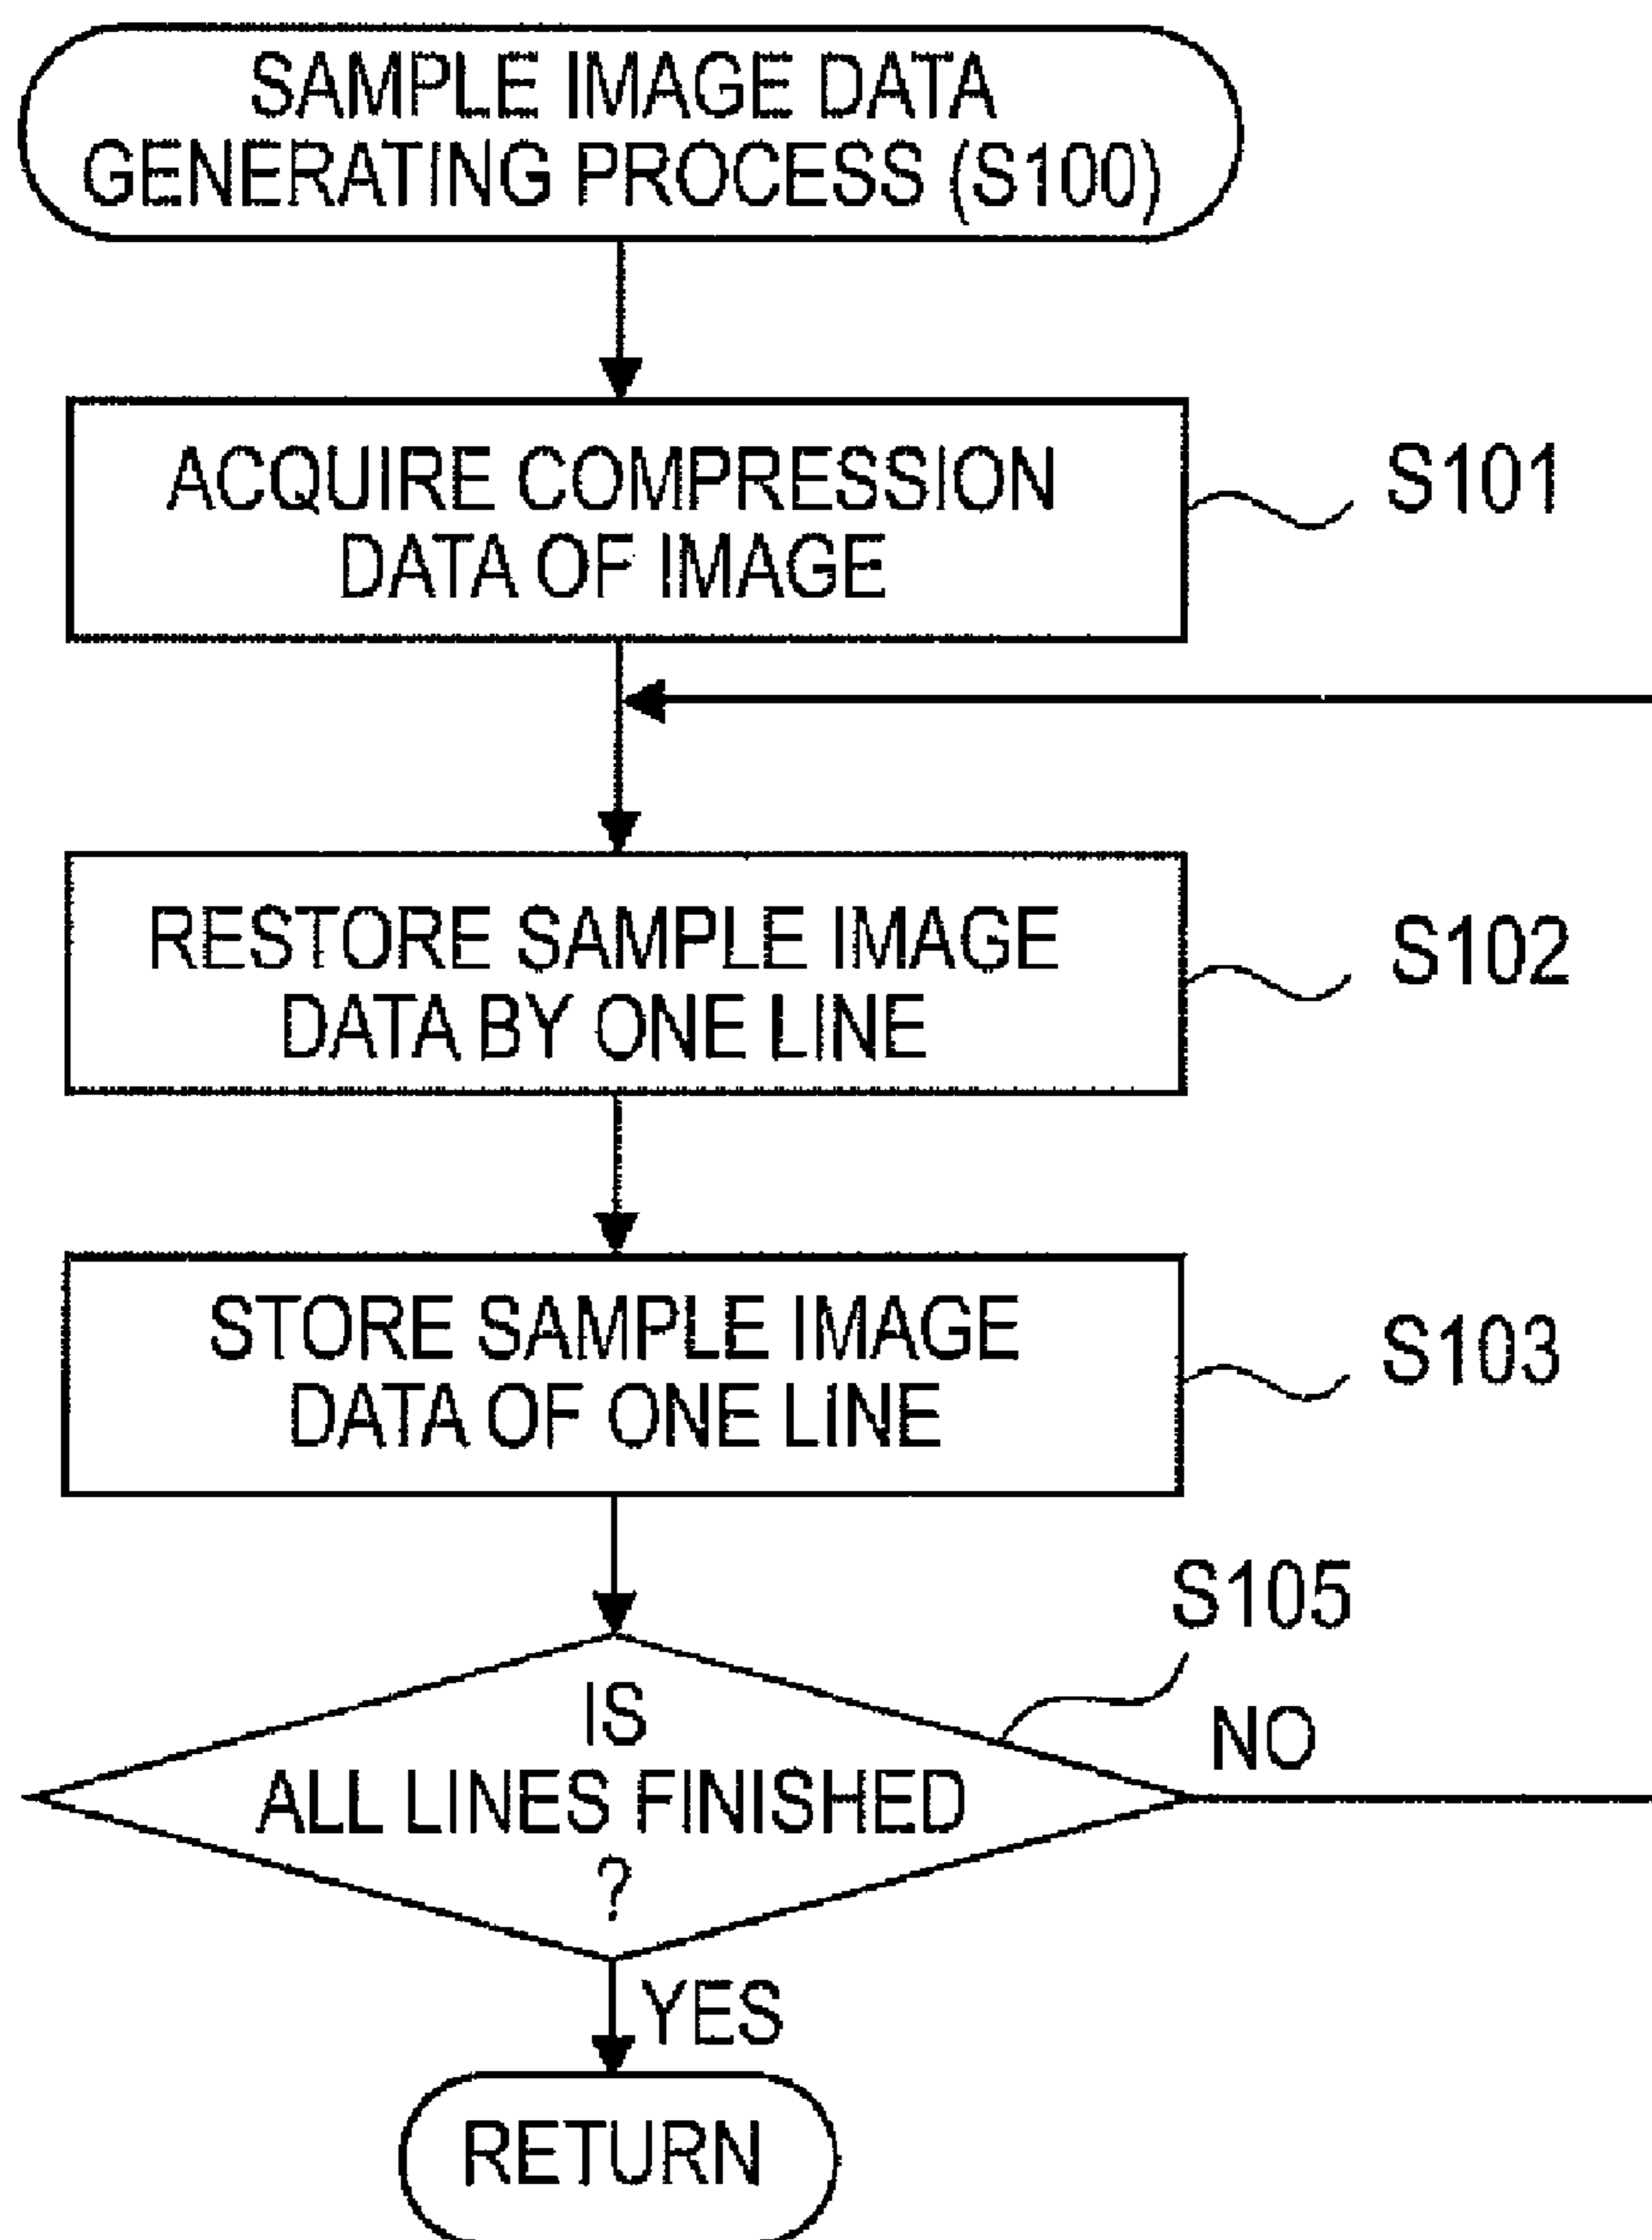 SAMPLE IMAGE DATA
GENERATING PROCESS (S100)
ACQUIRE COMPRESSION
DATA OF IMAGE
S101
RESTORE SAMPLE IMAGE
DATA BY ONE LINE
S102
STORE SAMPLE IMAGE
DATA OF ONE LINE
S103
S105
IS
ALL LINES FINISHED
?
NO
YES
RETURN